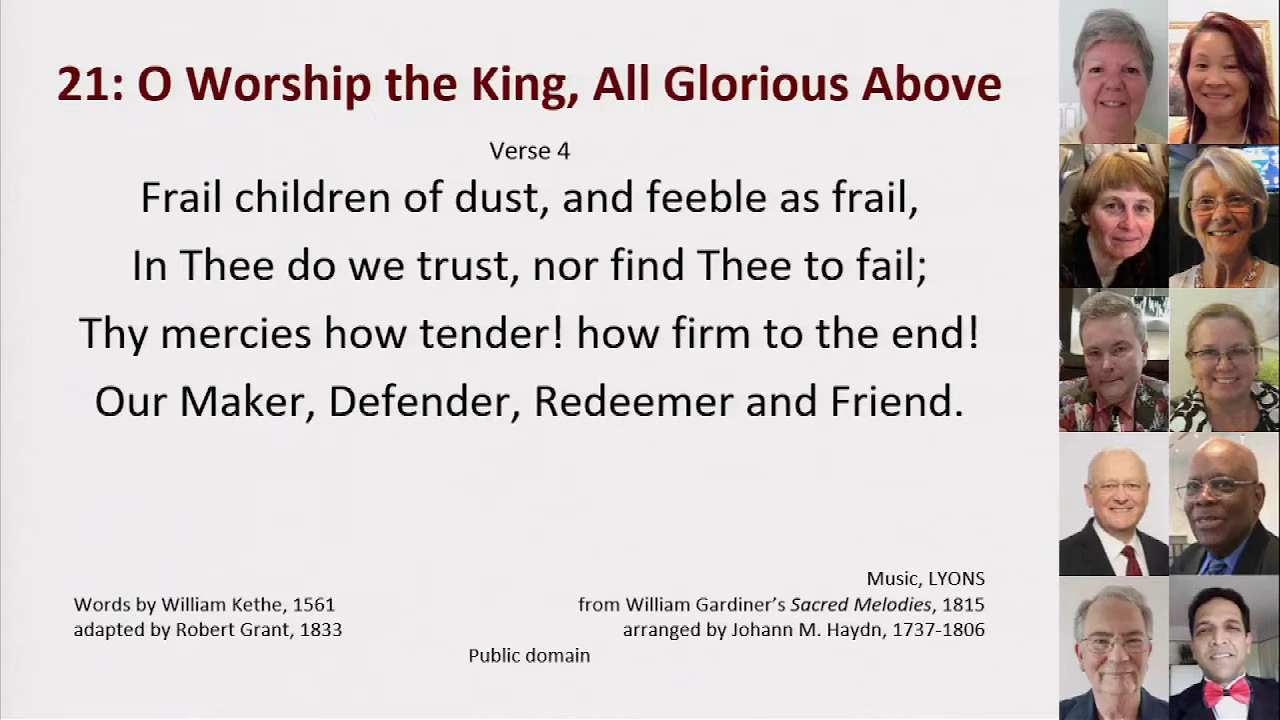 21: O Worship the King, All Glorious Above
Verse 4
Frail children of dust, and feeble as frail,
In Thee do we trust, nor find Thee to fail;
Thy mercies how tender! how firm to the end!
Our Maker, Defender, Redeemer and Friend.
Music, LYONS
Words by William Kethe, 1561
from William Gardiner’s Sacred Melodies, 1815
adapted by Robert Grant, 1833
arranged by Johann M. Haydn, 1737-1806
Public domain